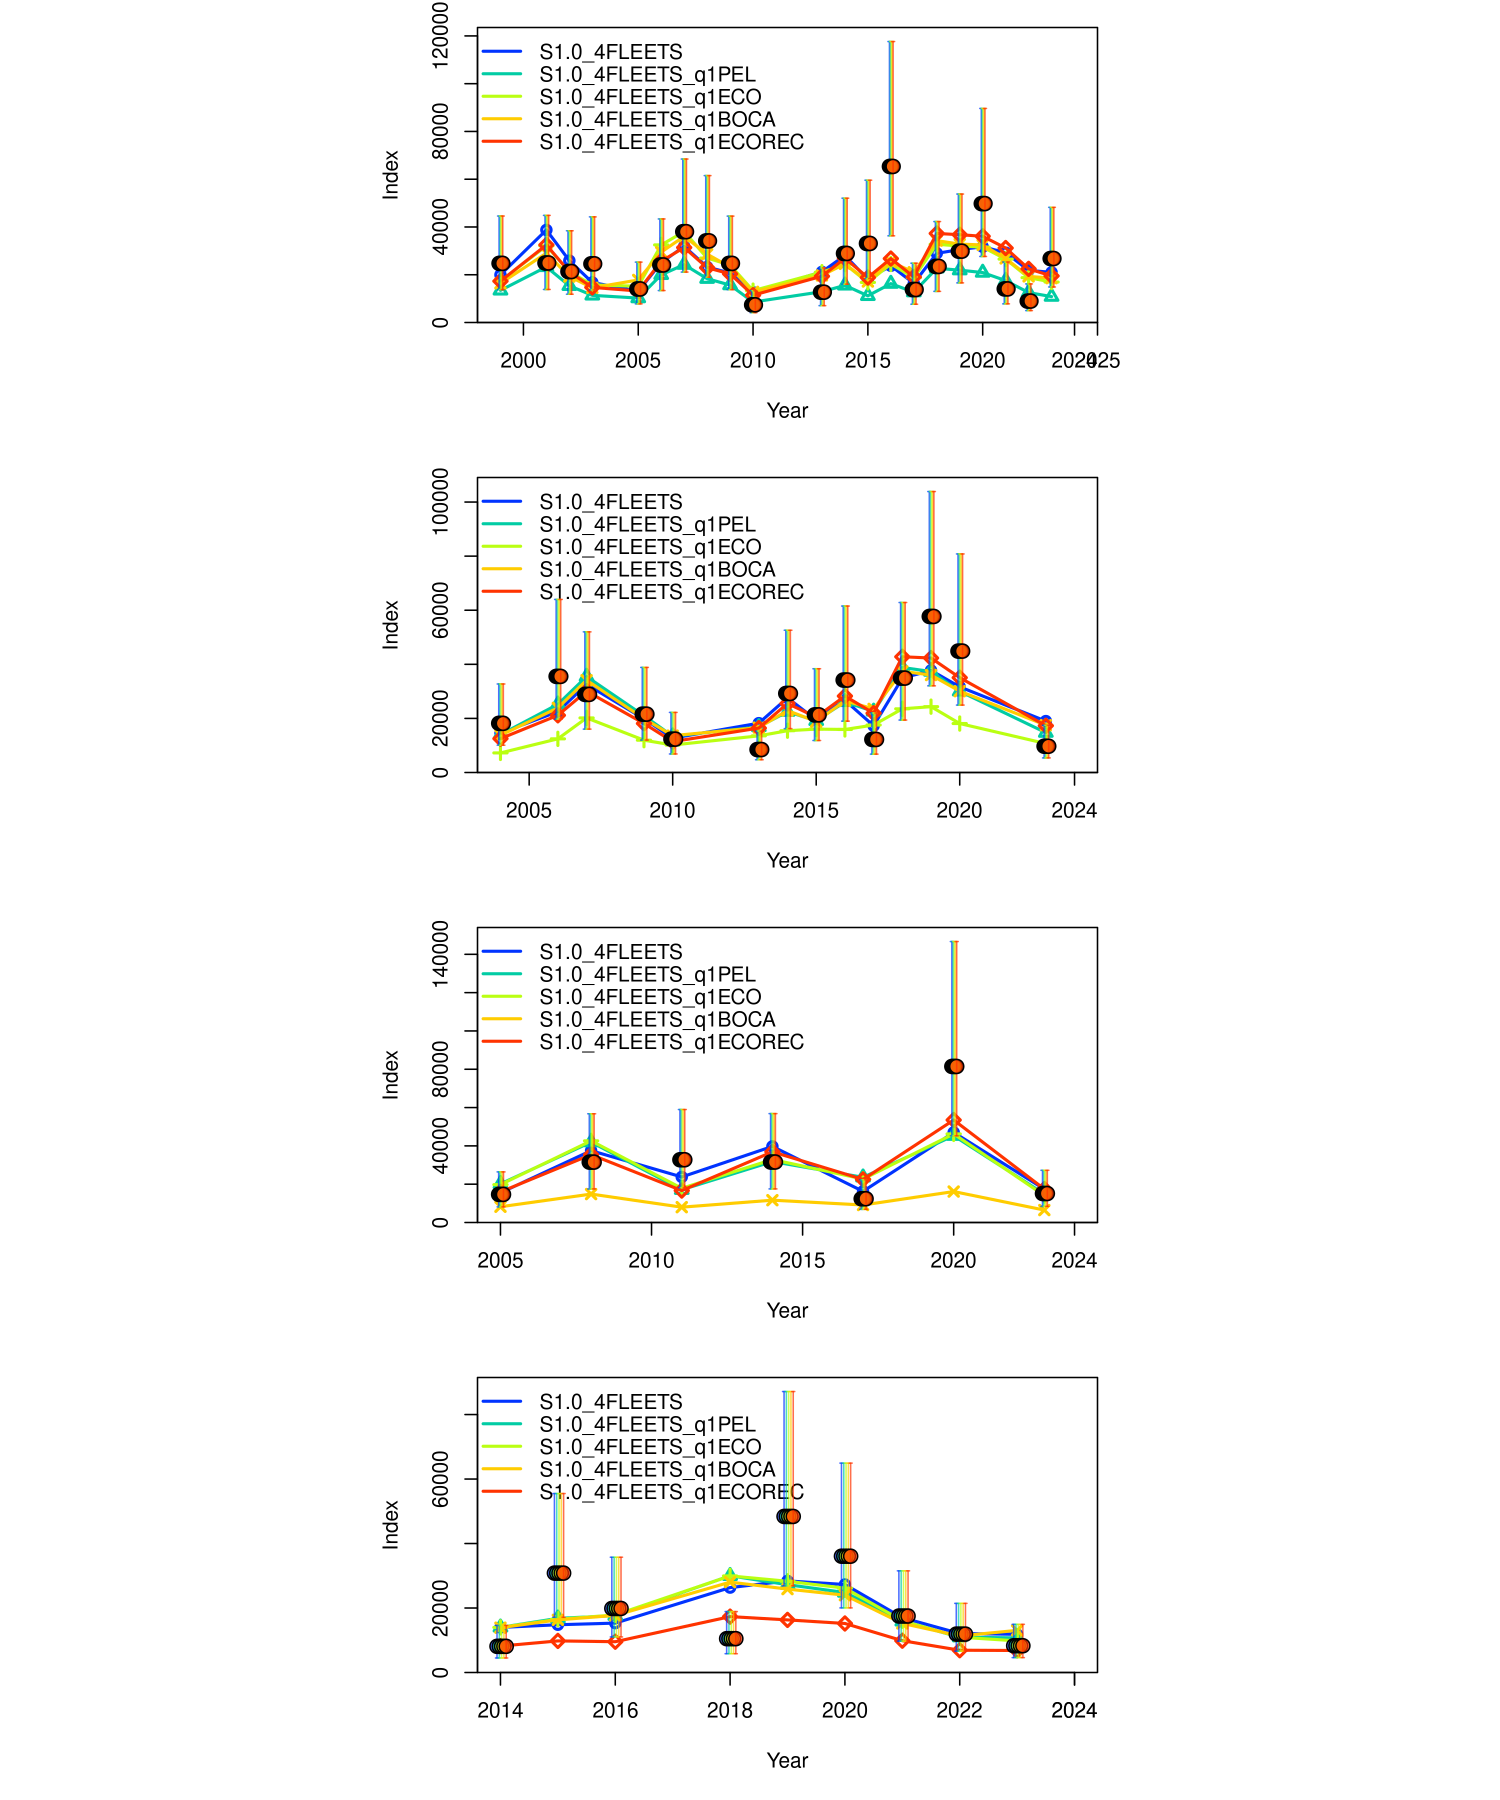 120000
80000
40000
0
Index
S1.0_4FLEETS
S1.0_4FLEETS_q1PEL
S1.0_4FLEETS_q1ECO
S1.0_4FLEETS_q1BOCA
S1.0_4FLEETS_q1ECOREC
2000 2005 2010 2015 2020 2024 2025
Year
100000
60000
20000
0
Index
S1.0_4FLEETS
S1.0_4FLEETS_q1PEL
S1.0_4FLEETS_q1ECO
S1.0_4FLEETS_q1BOCA
S1.0_4FLEETS_q1ECOREC
2005 2010 2015 2020 2024
Year
140000
80000
40000
0
Index
S1.0_4FLEETS
S1.0_4FLEETS_q1PEL
S1.0_4FLEETS_q1ECO
S1.0_4FLEETS_q1BOCA
S1.0_4FLEETS_q1ECOREC
2005 2010 2015 2020 2024
Year
60000
20000
0
Index
S1.0_4FLEETS
S1.0_4FLEETS_q1PEL
S1.0_4FLEETS_q1ECO
S1.0_4FLEETS_q1BOCA
S1.0_4FLEETS_q1ECOREC
2014 2016 2018 2020 2022 2024
Year